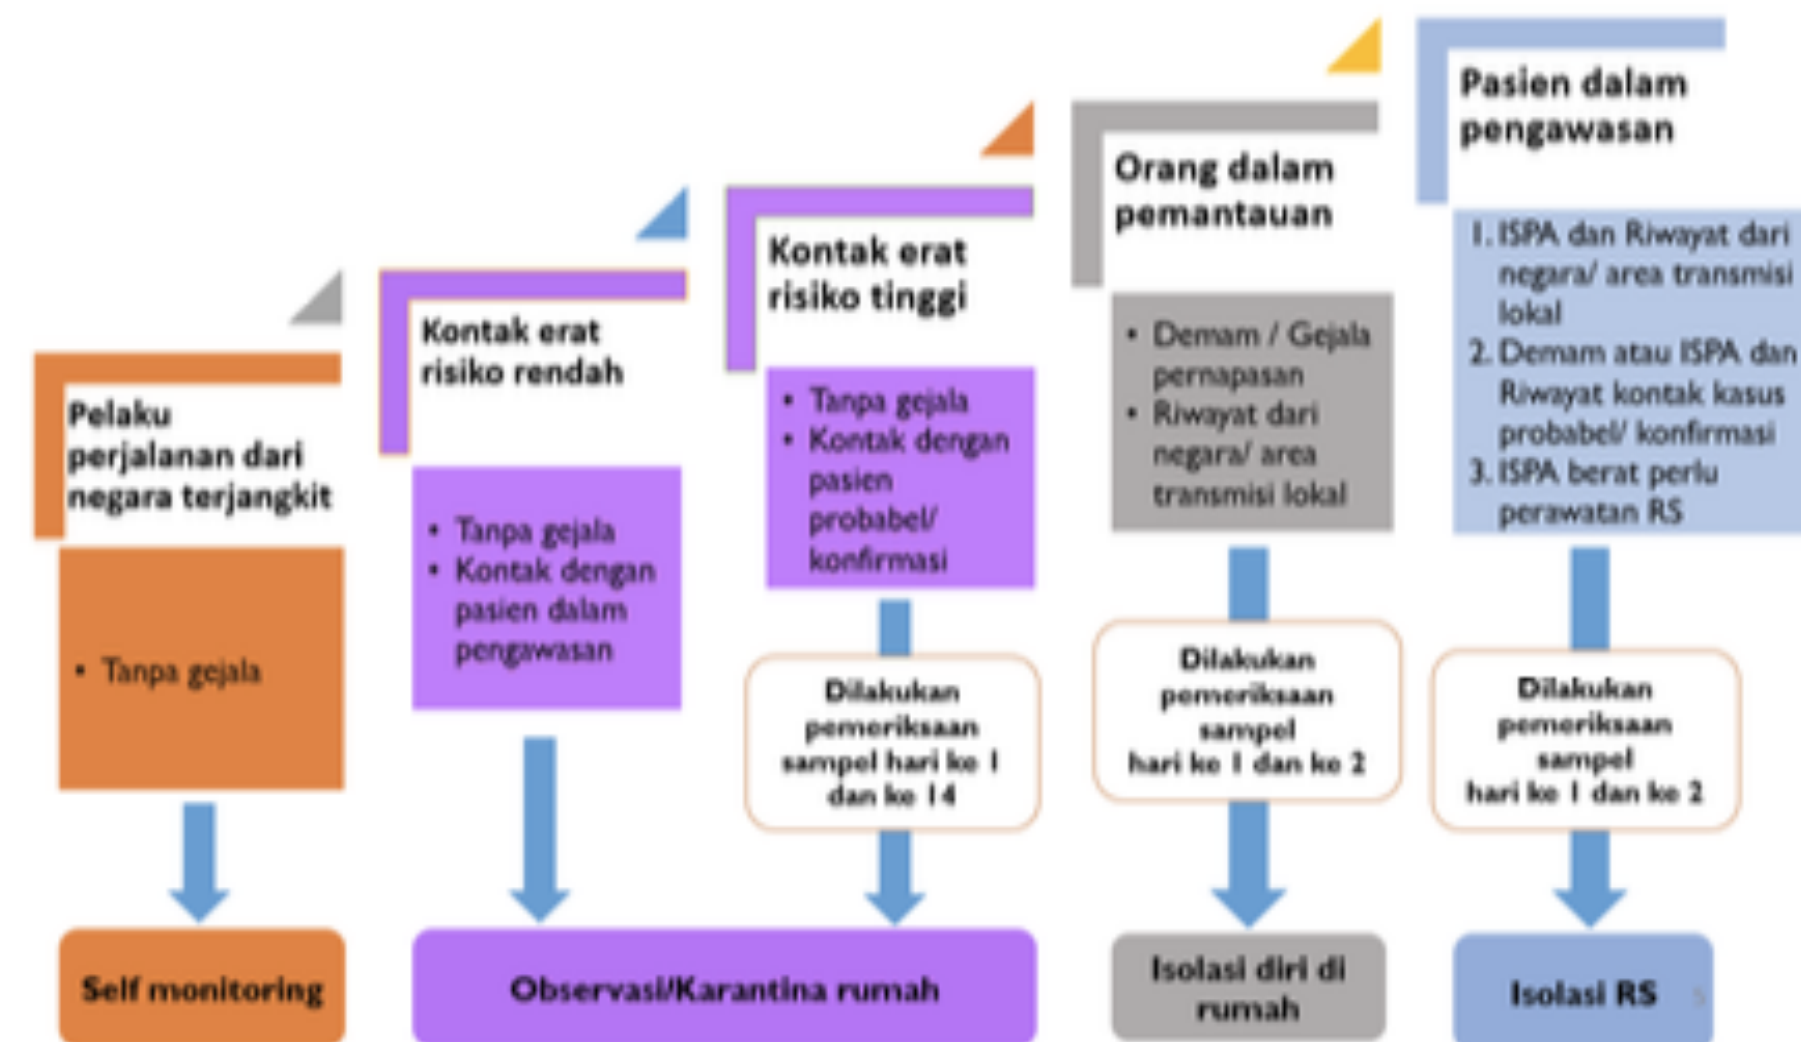 Pelaku
perjalanan dari
negara terjangkit
• Tanpa gejala
Self monitoring
Kontak erat
risiko rendah
• Tanpa gejala
• Kontak dengan
pasien dalam
pengawasan
Kontak erat
risiko tinggi
• Tanpa gejala
• Kontak dengan
pasien
probabel/
konfirmasi
Dilakukan
pemeriksaan
sampel hari ke 1
dan ke 14
Observasi/Karantina rumah
Orang dalam
pemantauan
• Demam / Gejala
pernapasan
• Riwayat dari
negara/ area
transmisi lokal
Dilakukan
pemeriksaan
sampel
hari ke 1 dan ke 2
Isolasi diri di
rumah
Pasien dalam
pengawasan
1. ISPA dan Riwayat dari
negara/ area transmisi
lokal
2. Demam atau ISPA dan
Riwayat kontak kasus
probabel/ konfirmasi
3. ISPA berat perlu
perawatan RS
Dilakukan
pemeriksaan
sampel
hari ke 1 dan ke 2
Isolasi RS